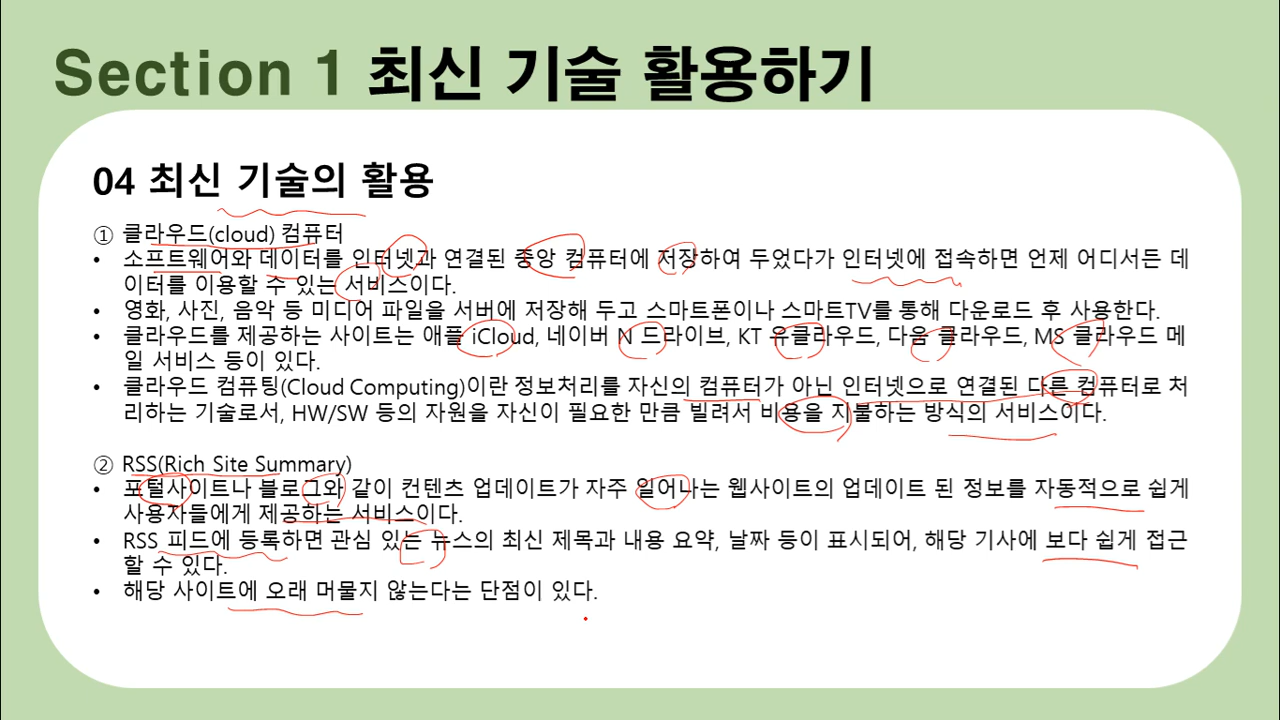 Section 1 최신 기술 활용하기
04 최신 기술의 활용
① 클라우드(cloud) 컴퓨터
• 소프트웨어와 데이터를 인터넷과 연결된 중앙 컴퓨터에 저장하여 두었다가 인터넷에 접속하면 언제 어디서든 데
이터를 이용할 수 있는 서비스이다.
• 영화, 사진, 음악 등 미디어 파일을 서버에 저장해 두고 스마트폰이나 스마트TV를 통해 다운로드 후 사용한다.
• 클라우드를 제공하는 사이트는 애플 iCloud, 네이버 N 드라이브, KT 유클라우드, 다음 클라우드, MS 클라우드 메
일 서비스 등이 있다.
• 클라우드 컴퓨팅(Cloud Computing)이란 정보처리를 자신의 컴퓨터가 아닌 인터넷으로 연결된 다른 컴퓨터로 처
리하는 기술로서, HW/SW 등의 자원을 자신이 필요한 만큼 빌려서 비용을 지불하는 방식의 서비스이다.
② RSS(Rich Site Summary)
• 포털사이트나 블로그와 같이 컨텐츠 업데이트가 자주 일어나는 웹사이트의 업데이트 된 정보를 자동적으로 쉽게
사용자들에게 제공하는 서비스이다.
• RSS 피드에 등록하면 관심 있는 뉴스의 최신 제목과 내용 요약, 날짜 등이 표시되어, 해당 기사에 보다 쉽게 접근
할 수 있다.
• 해당 사이트에 오래 머물지 않는다는 단점이 있다.